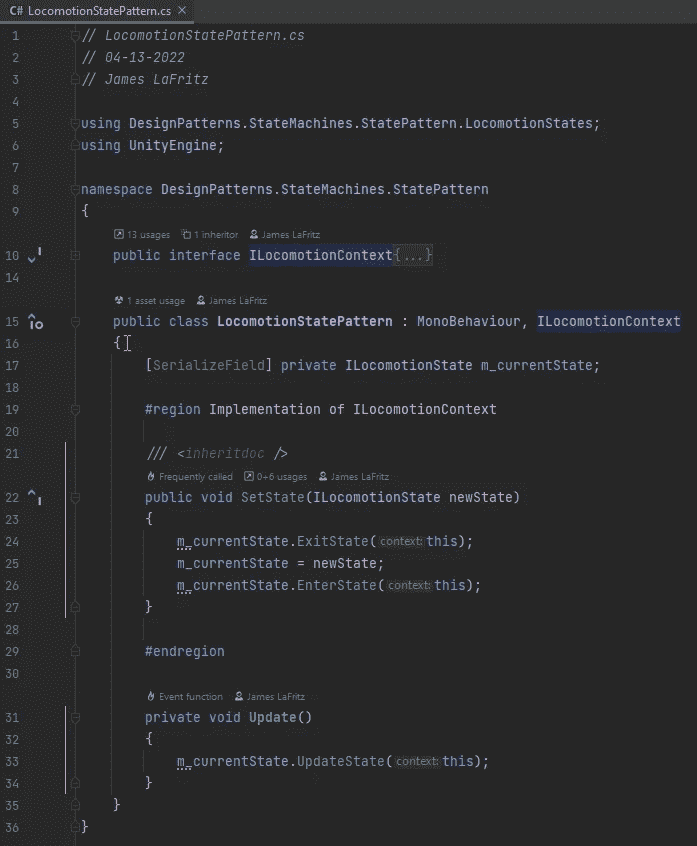 C# LocomotionStatePattern.cs ×
1 // LocomotionStatePattern.cs
2 // 04-13-2022
3 // James LaFritz
4
5 using DesignPatterns.StateMachines.StatePattern.LocomotionStates;
6 using UnityEngine;
7
8 namespace DesignPatterns.StateMachines.StatePattern
9 {
13 usages 1 inheritor James LaFritz
10 public interface ILocomotionContext{...}
14
1 asset usage James LaFritz
15 public class LocomotionStatePattern : MonoBehaviour, ILocomotionContext
16 {
17 [SerializeField] private ILocomotionState m_currentState;
18
19 #region Implementation of ILocomotionContext
20
21 /// <inheritdoc />
Frequently called 0+6 usages James LaFritz
22 public void SetState(ILocomotionState newState)
23 {
24 m_currentState.ExitState(context:this);
25 m_currentState = newState;
26 m_currentState.EnterState(context:this);
27 }
28
29 #endregion
30
Event function James LaFritz
31 private void Update()
32 {
33 m_currentState.UpdateState(context:this);
34 }
35 }
36 }